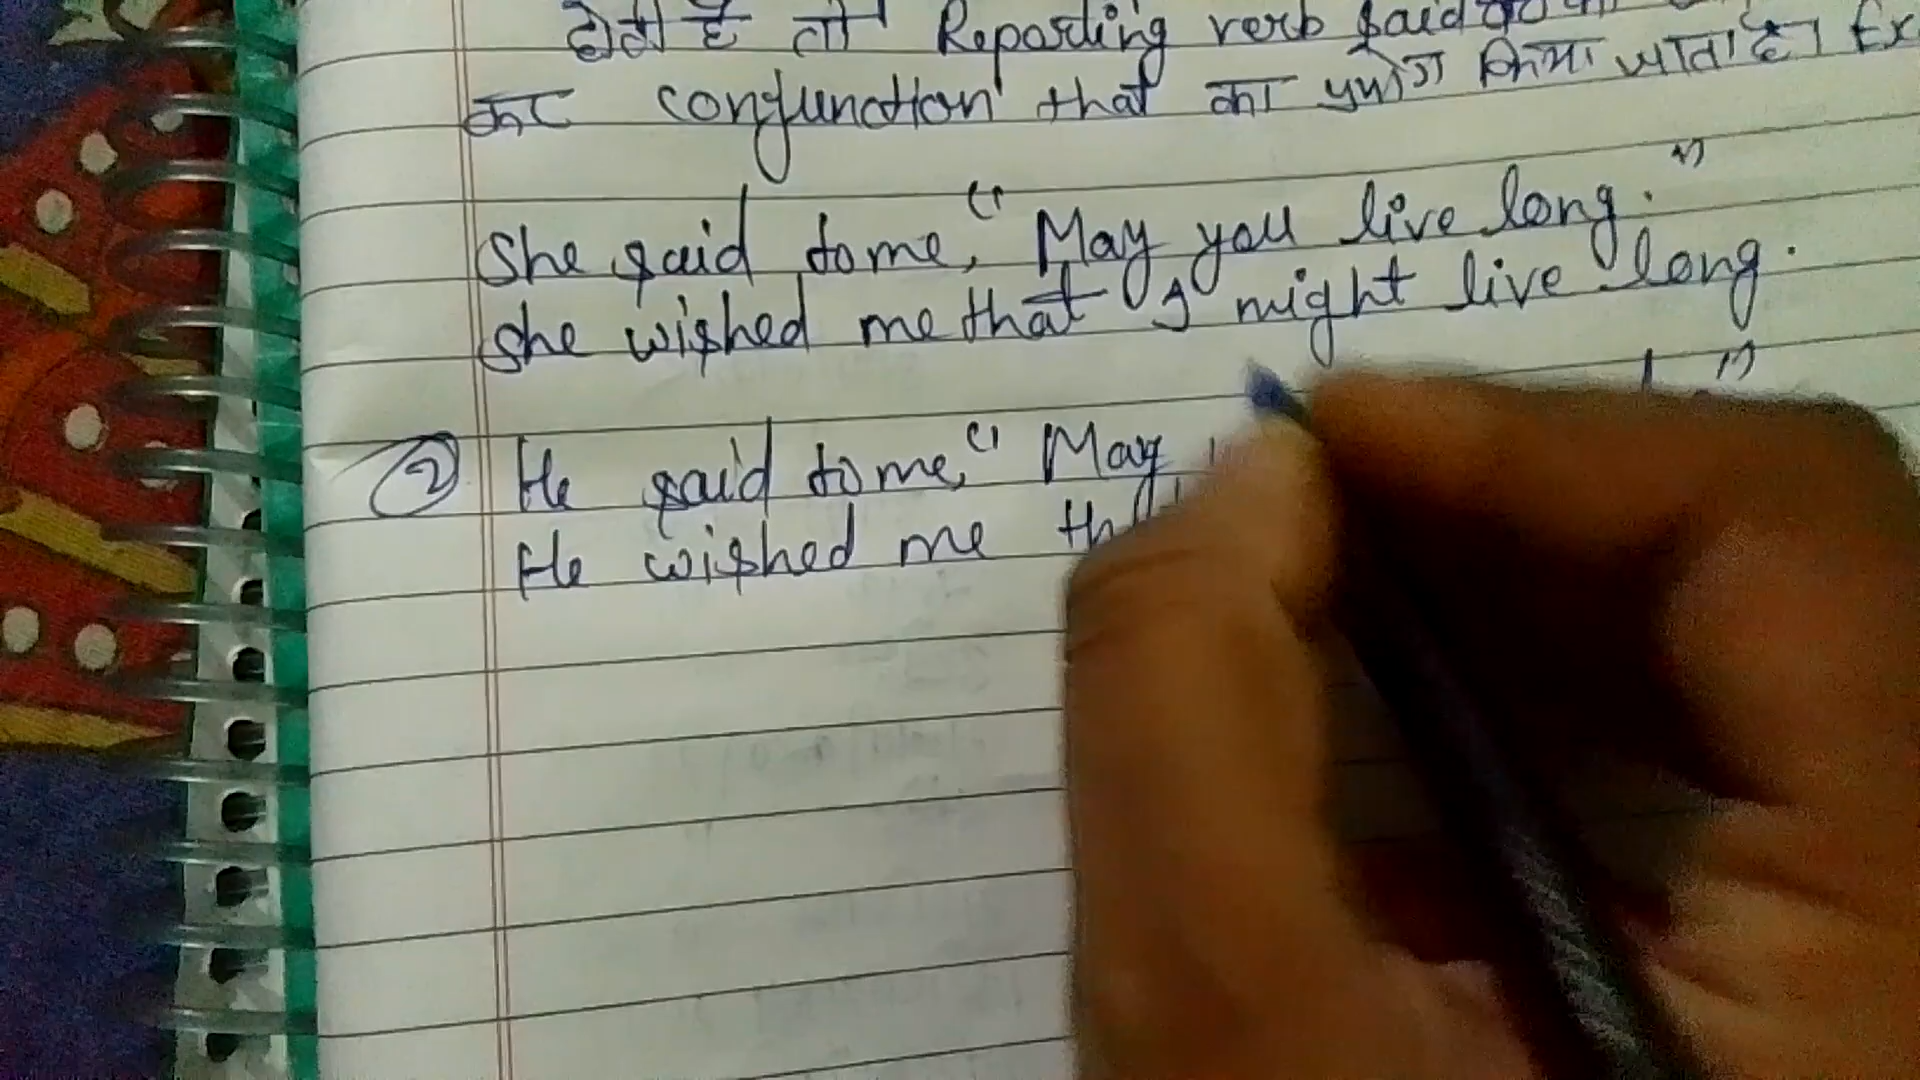 होती है तो Reporting verb said
कर conjunction that का प्रयोग किया जाता है। Ex
She said to me, "May you live long."
she wished me that I might live long.
② He said to me, "May
He wished me th